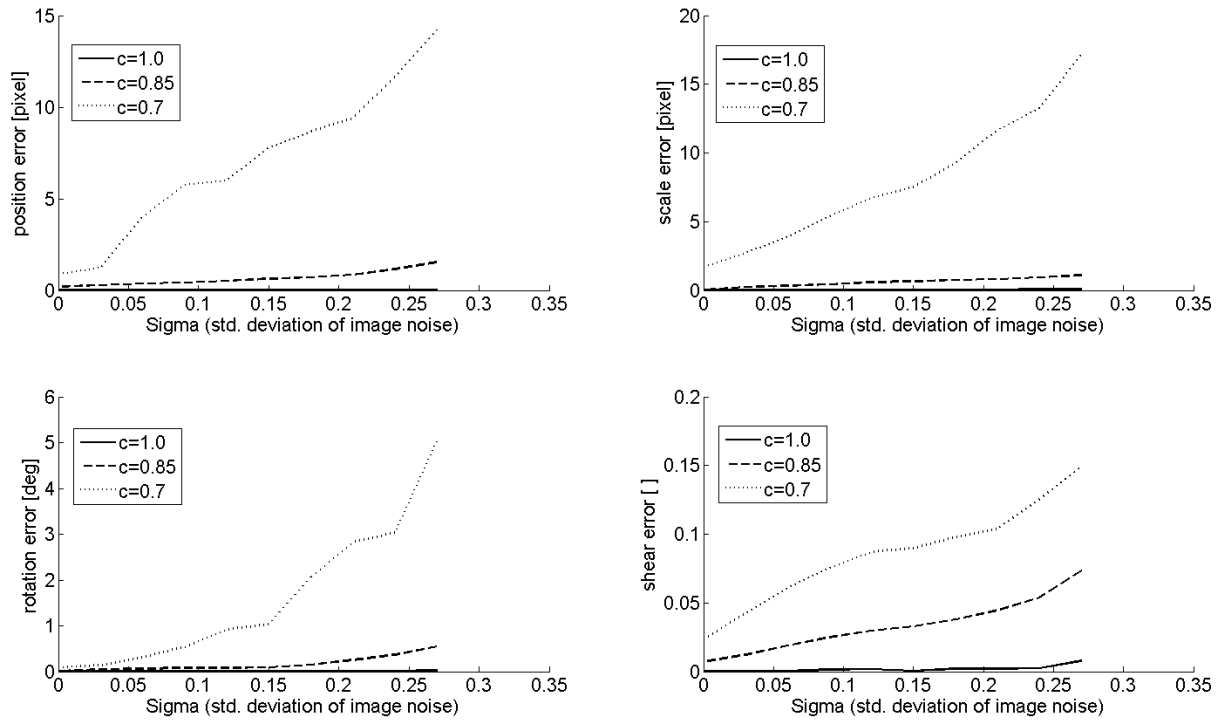 15
10
5
0
position error [pixel]
c=1.0
c=0.85
c=0.7
0 0.05 0.1 0.15 0.2 0.25 0.3 0.35
Sigma (std. deviation of image noise)
20
15
10
5
0
scale error [pixel]
c=1.0
c=0.85
c=0.7
0 0.05 0.1 0.15 0.2 0.25 0.3 0.35
Sigma (std. deviation of image noise)
6
5
4
3
2
1
0
rotation error [deg]
c=1.0
c=0.85
c=0.7
0 0.05 0.1 0.15 0.2 0.25 0.3 0.35
Sigma (std. deviation of image noise)
0.2
0.15
0.1
0.05
0
shear error [ ]
c=1.0
c=0.85
c=0.7
0 0.05 0.1 0.15 0.2 0.25 0.3 0.35
Sigma (std. deviation of image noise)